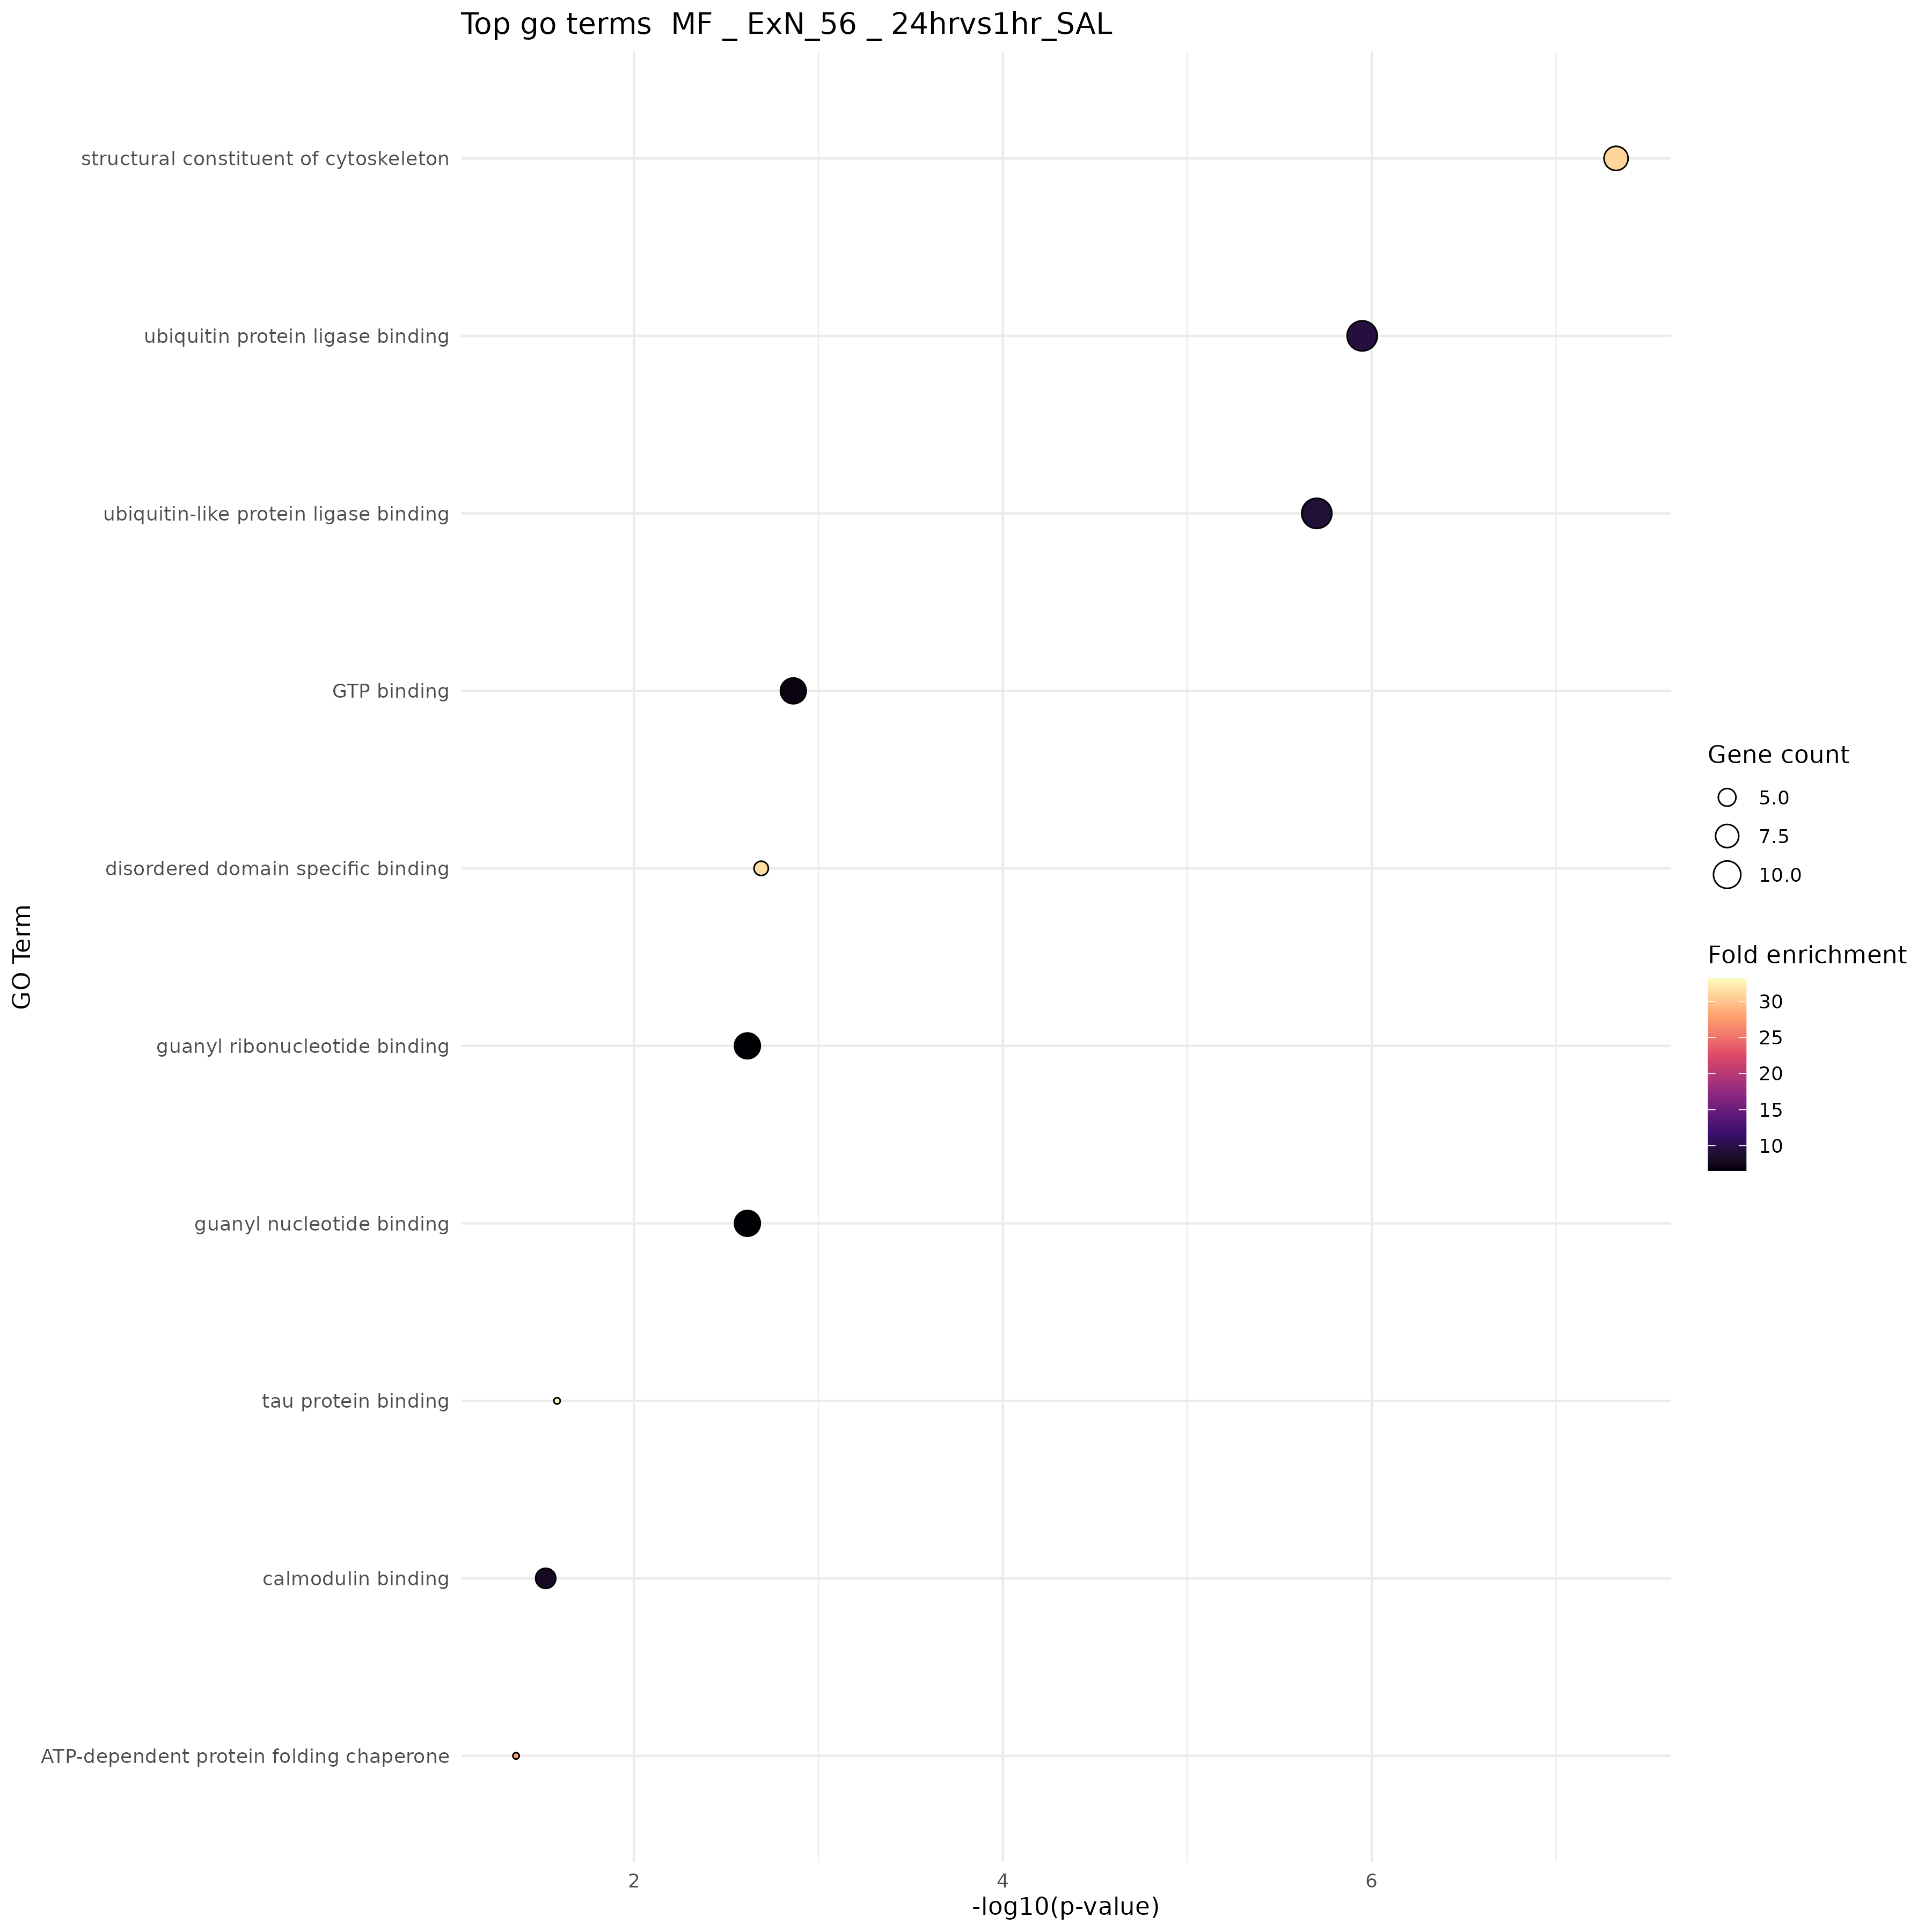 Top go terms  MF _ ExN_56 _ 24hrvs1hr_SAL
structural constituent of cytoskeleton
ubiquitin protein ligase binding
ubiquitin-like protein ligase binding
GTP binding
disordered domain specific binding
guanyl ribonucleotide binding
guanyl nucleotide binding
tau protein binding
calmodulin binding
ATP-dependent protein folding chaperone
GO Term
2 4 6
-log10(p-value)
Gene count
5.0
7.5
10.0
Fold enrichment
30
25
20
15
10